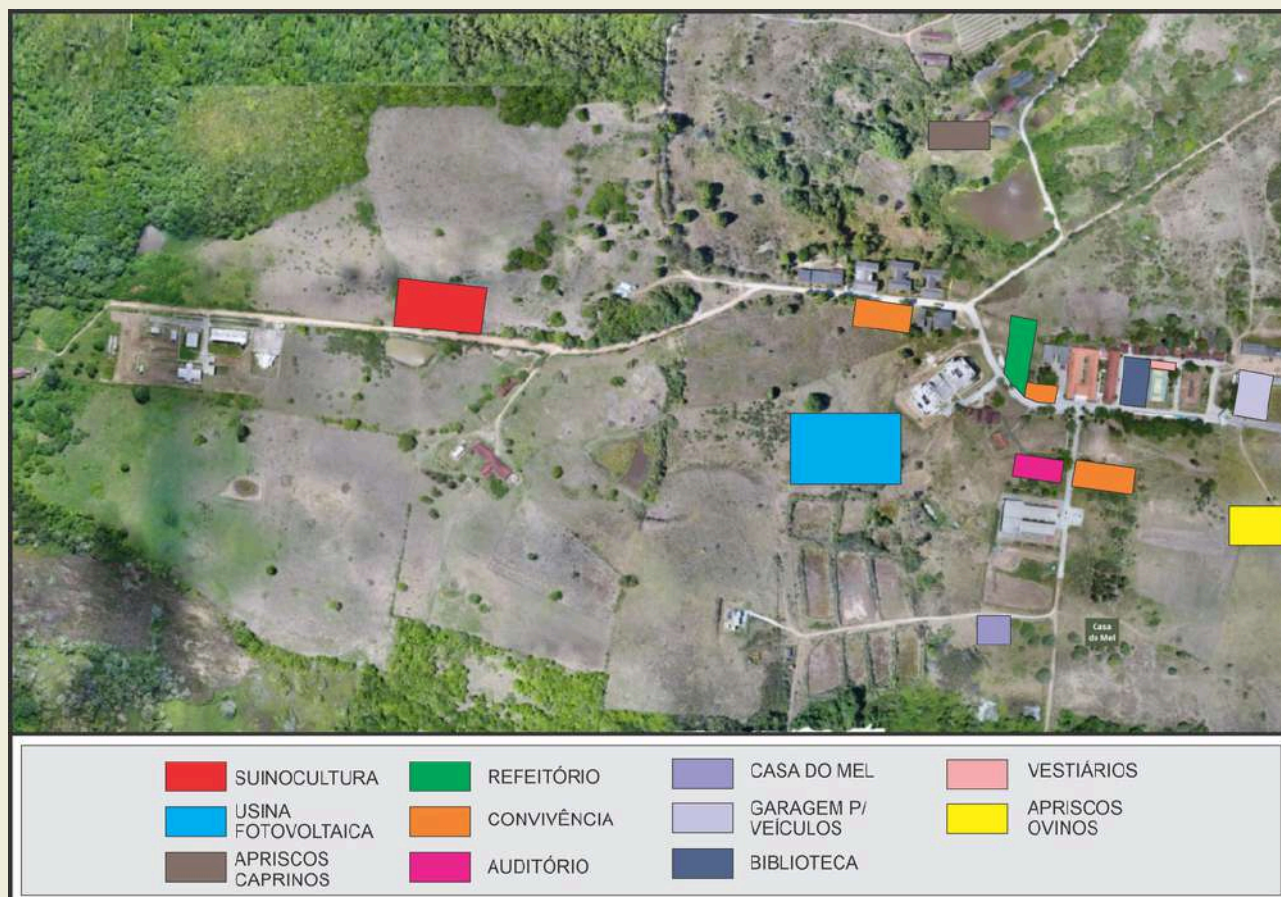 Casa
do Mel
SUINOCULTURA
USINA
FOTOVOLTAICA
APRISCOS
CAPRINOS
REFEITÓRIO
CONVIVÊNCIA
AUDITÓRIO
CASA DO MEL
GARAGEM P/
VEÍCULOS
BIBLIOTECA
VESTIÁRIOS
APRISCOS
OVINOS